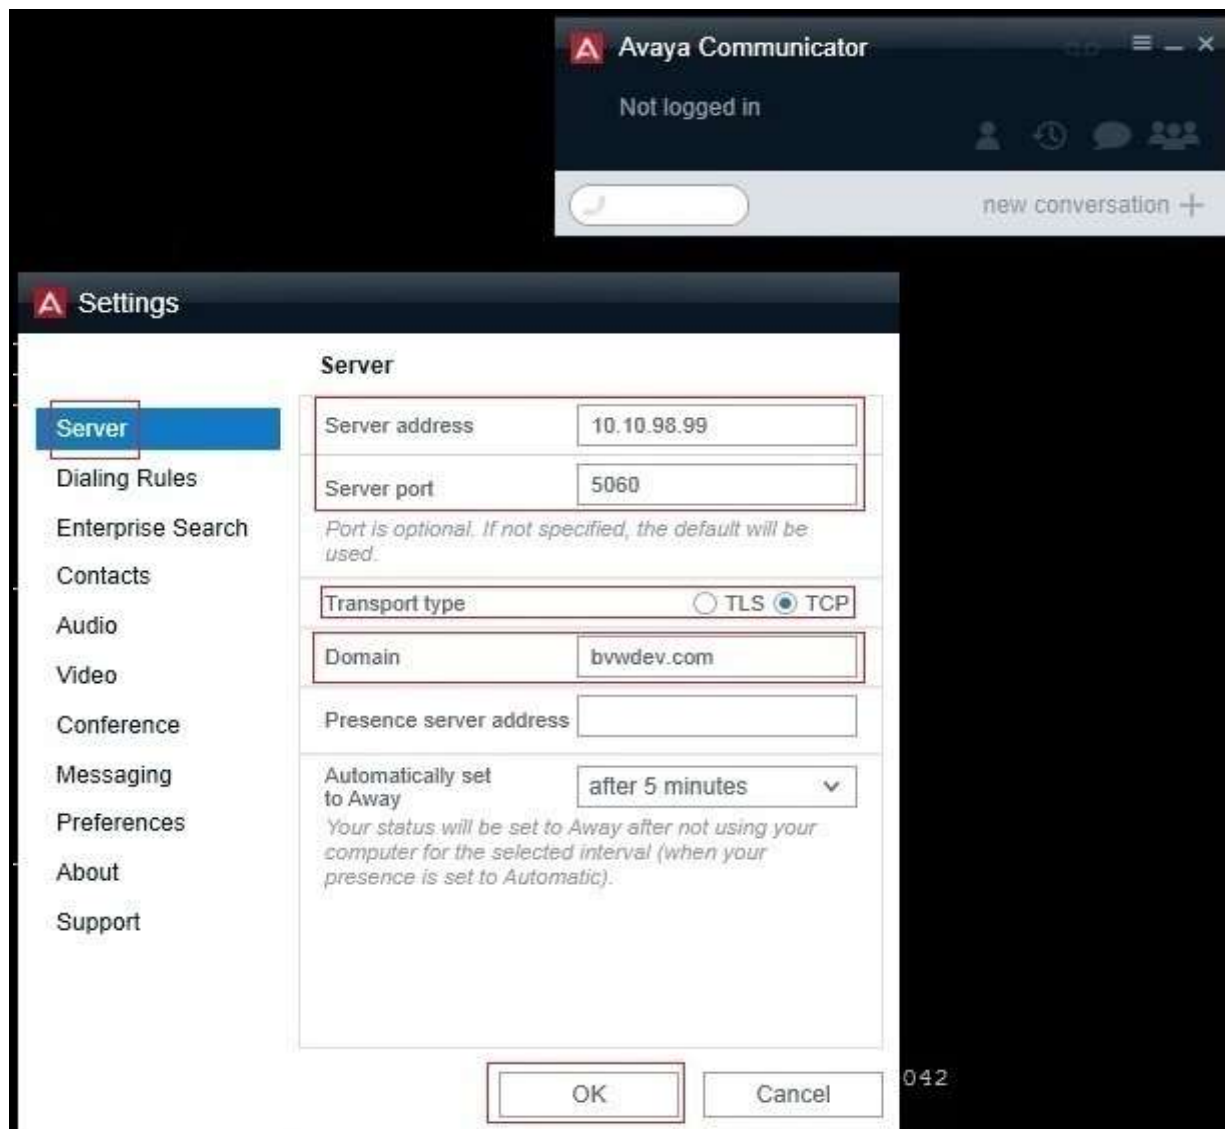 Avaya Communicator
Not logged in
new conversation
Settings
Server
Dialing Rules
Enterprise Search
Contacts
Audio
Video
Conference
Messaging
Preferences
About
Support
Server
Server address 10.10.98.99
Server port 5060
Port is optional. If not specified, the default will be
used.
Transport type TLS TCP
Domain bvwdev.com
Presence server address
Automatically set
to Away
after 5 minutes
Your status will be set to Away after not using your
computer for the selected interval (when your
presence is set to Automatic).
OK Cancel
042